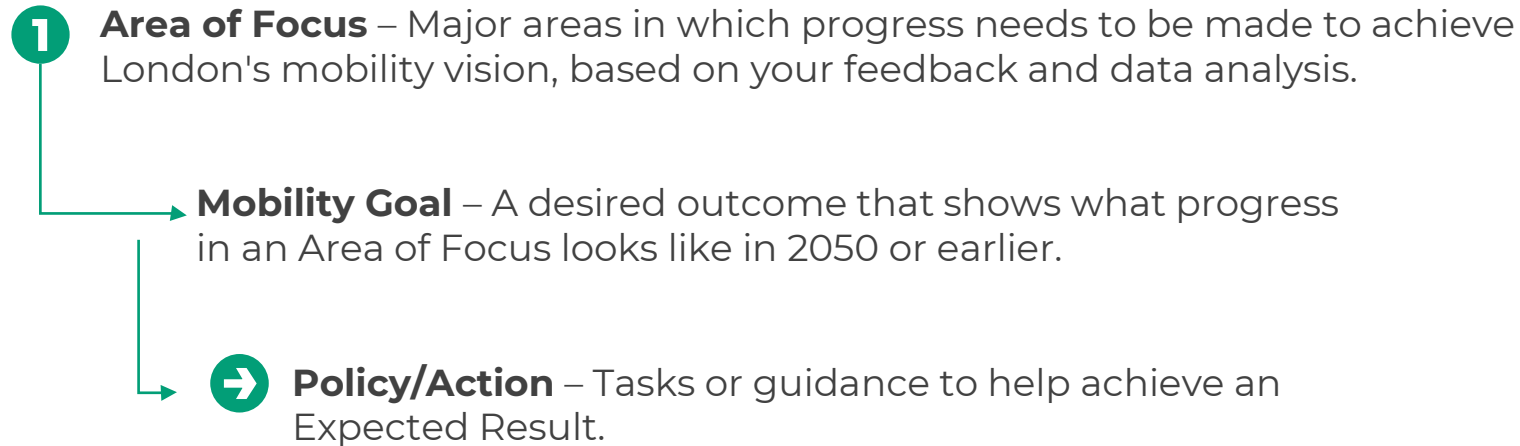 1
Area of Focus – Major areas in which progress needs to be made to achieve
London's mobility vision, based on your feedback and data analysis.
Mobility Goal – A desired outcome that shows what progress
in an Area of Focus looks like in 2050 or earlier.
Policy/Action – Tasks or guidance to help achieve an
Expected Result.